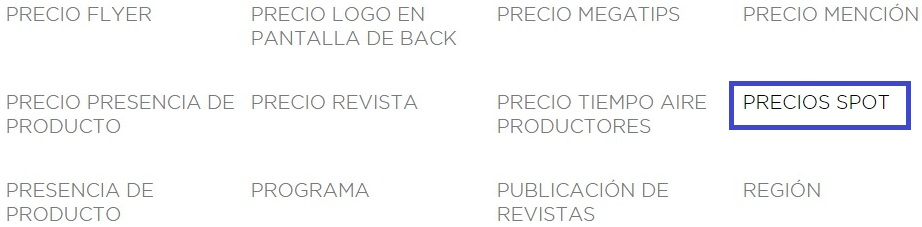 PRECIO FLYER
PRECIO LOGO EN
PANTALLA DE BACK
PRECIO MEGATIPS
PRECIO MENCIÓN
PRECIO PRESENCIA DE
PRODUCTO
PRECIO REVISTA
PRECIO TIEMPO AIRE
PRODUCTORES
PRECIOS SPOT
PRESENCIA DE
PRODUCTO
PROGRAMA
PUBLICACIÓN DE
REVISTAS
REGIÓN